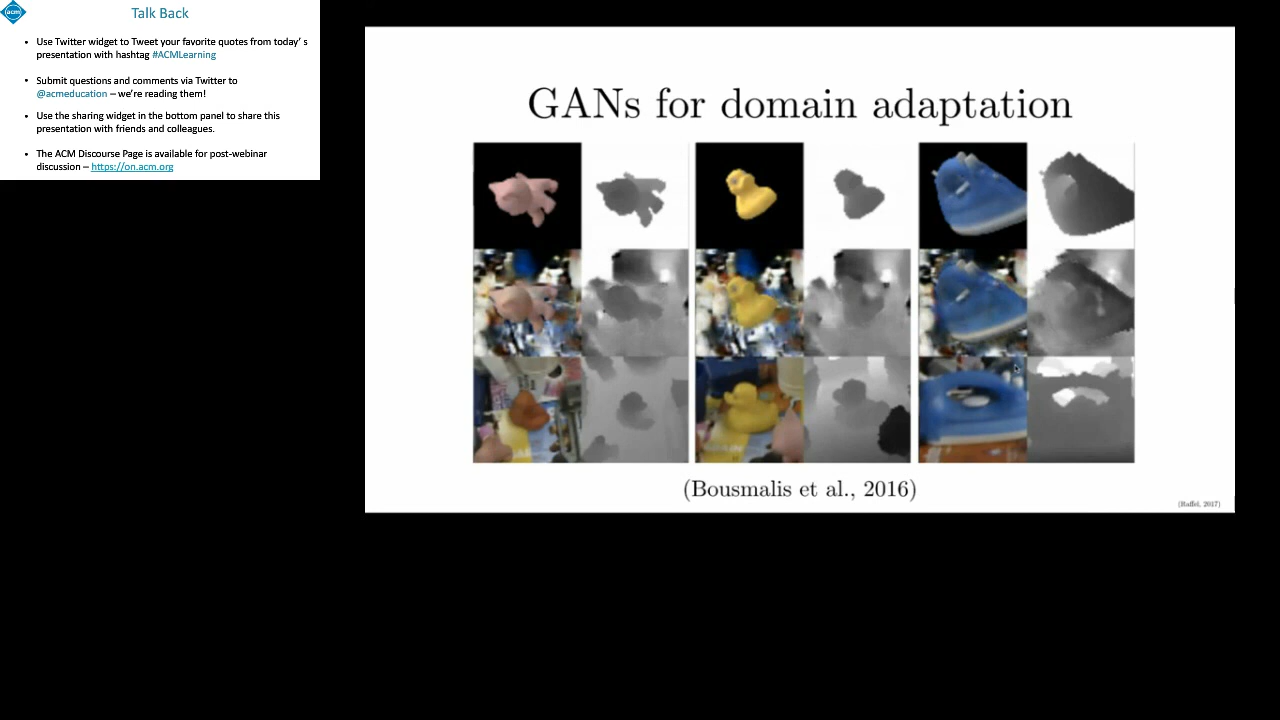 acm
Talk Back
• Use Twitter widget to Tweet your favorite quotes from today' s
presentation with hashtag #ACMLearning
• Submit questions and comments via Twitter to
@acmeducation – we're reading them!
• Use the sharing widget in the bottom panel to share this
presentation with friends and colleagues.
• The ACM Discourse Page is available for post-webinar
discussion – https://on.acm.org
GANs for domain adaptation
(Bousmalis et al., 2016)
(Raffel, 2017)